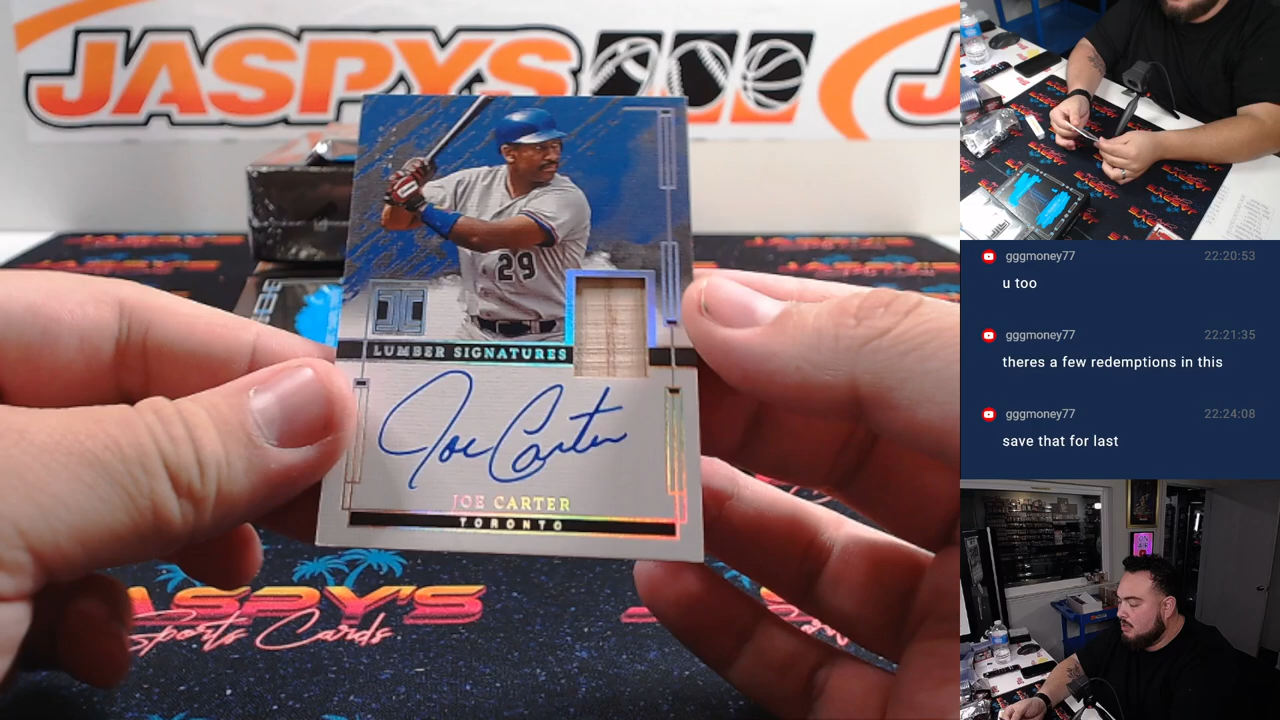 JASPYS
29
LUMBER SIGNATURES
Joe Carter
JOE CARTER
TORONTO
ASPY'S
Sports Cards
gggmoney77 22:20:53
u too
gggmoney77 22:21:35
theres a few redemptions in this
gggmoney77 22:24:08
save that for last